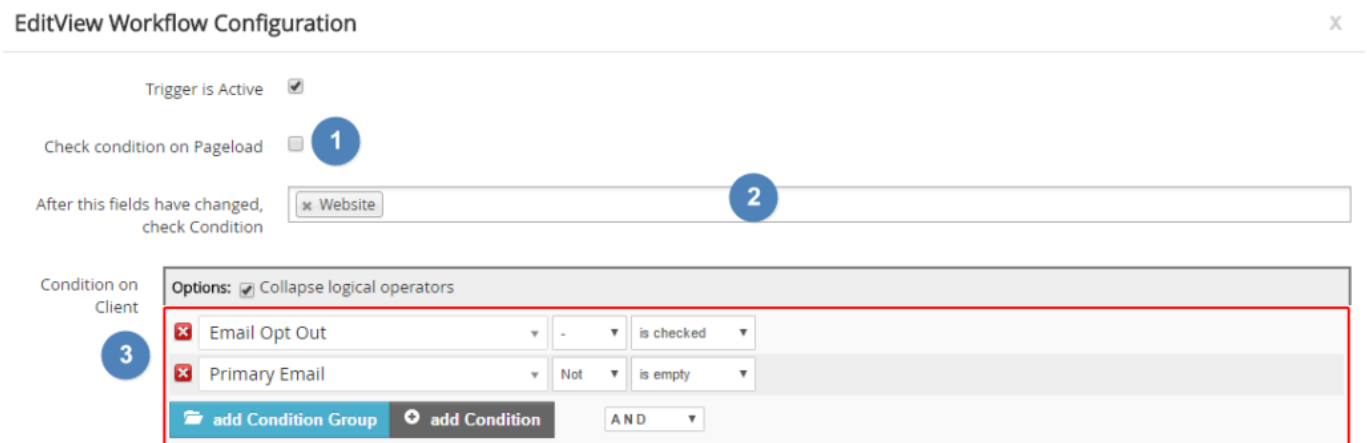 EditView Workflow Configuration X
Trigger is Active
Check condition on Pageload 1
After this fields have changed,
check Condition
x Website 2
Condition on
Client
3
Options: Collapse logical operators
Email Opt Out - is checked
Primary Email Not is empty
add Condition Group add Condition AND